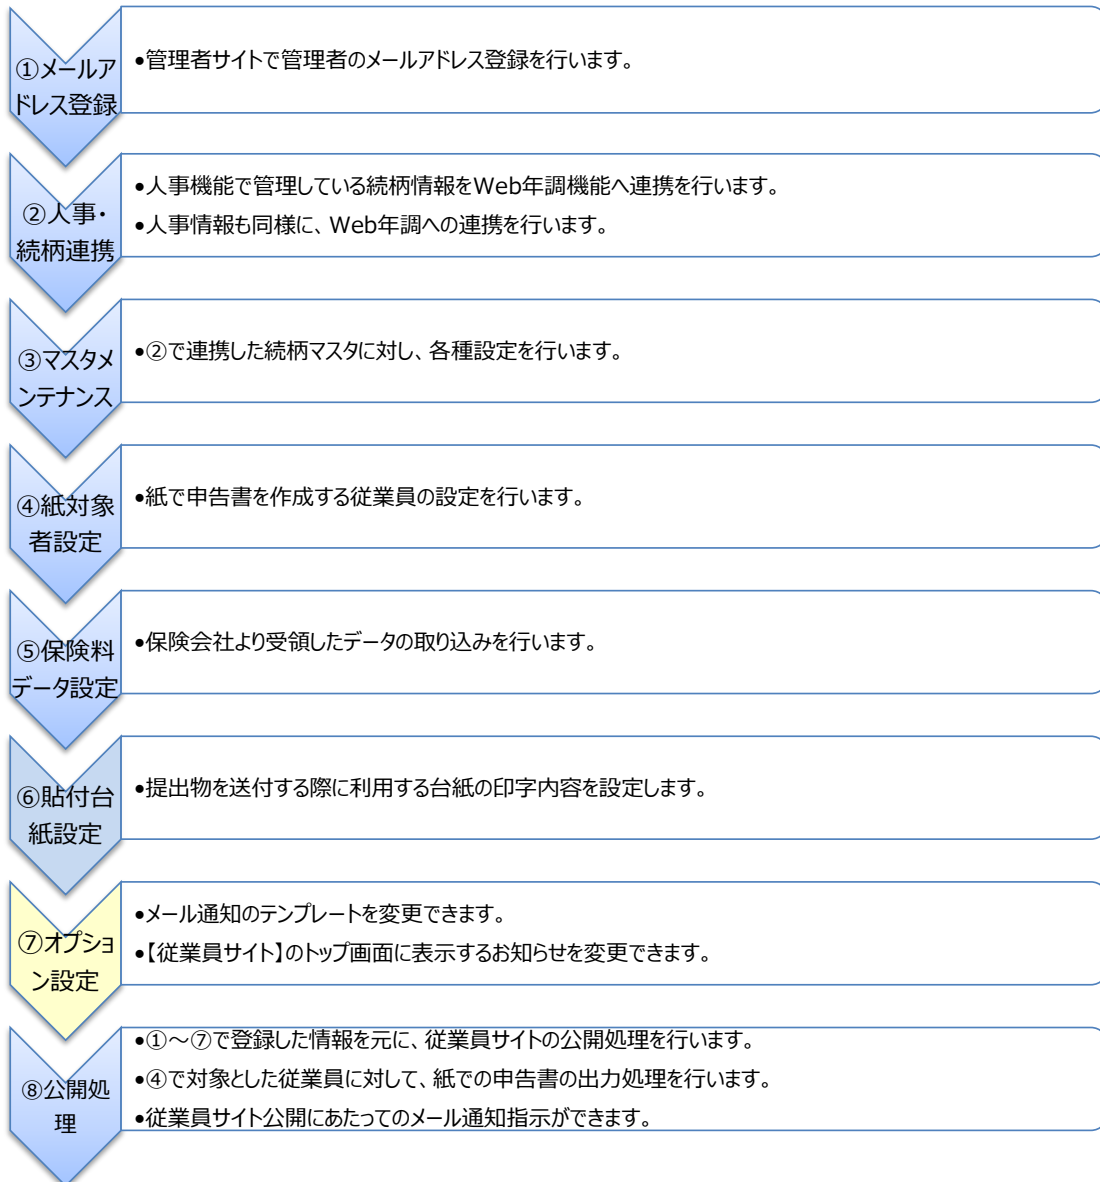 ①メールア
ドレス登録
•管理者サイトで管理者のメールアドレス登録を行います。
②人事・
続柄連携
•人事機能で管理している続柄情報をWeb年調機能へ連携を行います。
•人事情報も同様に、Web年調への連携を行います。
③マスタメ
ンテナンス
•②で連携した続柄マスタに対し、各種設定を行います。
④紙対象
者設定
•紙で申告書を作成する従業員の設定を行います。
⑤保険料
データ設定
•保険会社より受領したデータの取り込みを行います。
⑥貼付台
紙設定
•提出物を送付する際に利用する台紙の印字内容を設定します。
⑦オプショ
ン設定
•メール通知のテンプレートを変更できます。
•【従業員サイト】のトップ画面に表示するお知らせを変更できます。
⑧公開処
理
•①～⑦で登録した情報を元に、従業員サイトの公開処理を行います。
•④で対象とした従業員に対して、紙での申告書の出力処理を行います。
•従業員サイト公開にあたってのメール通知指示ができます。